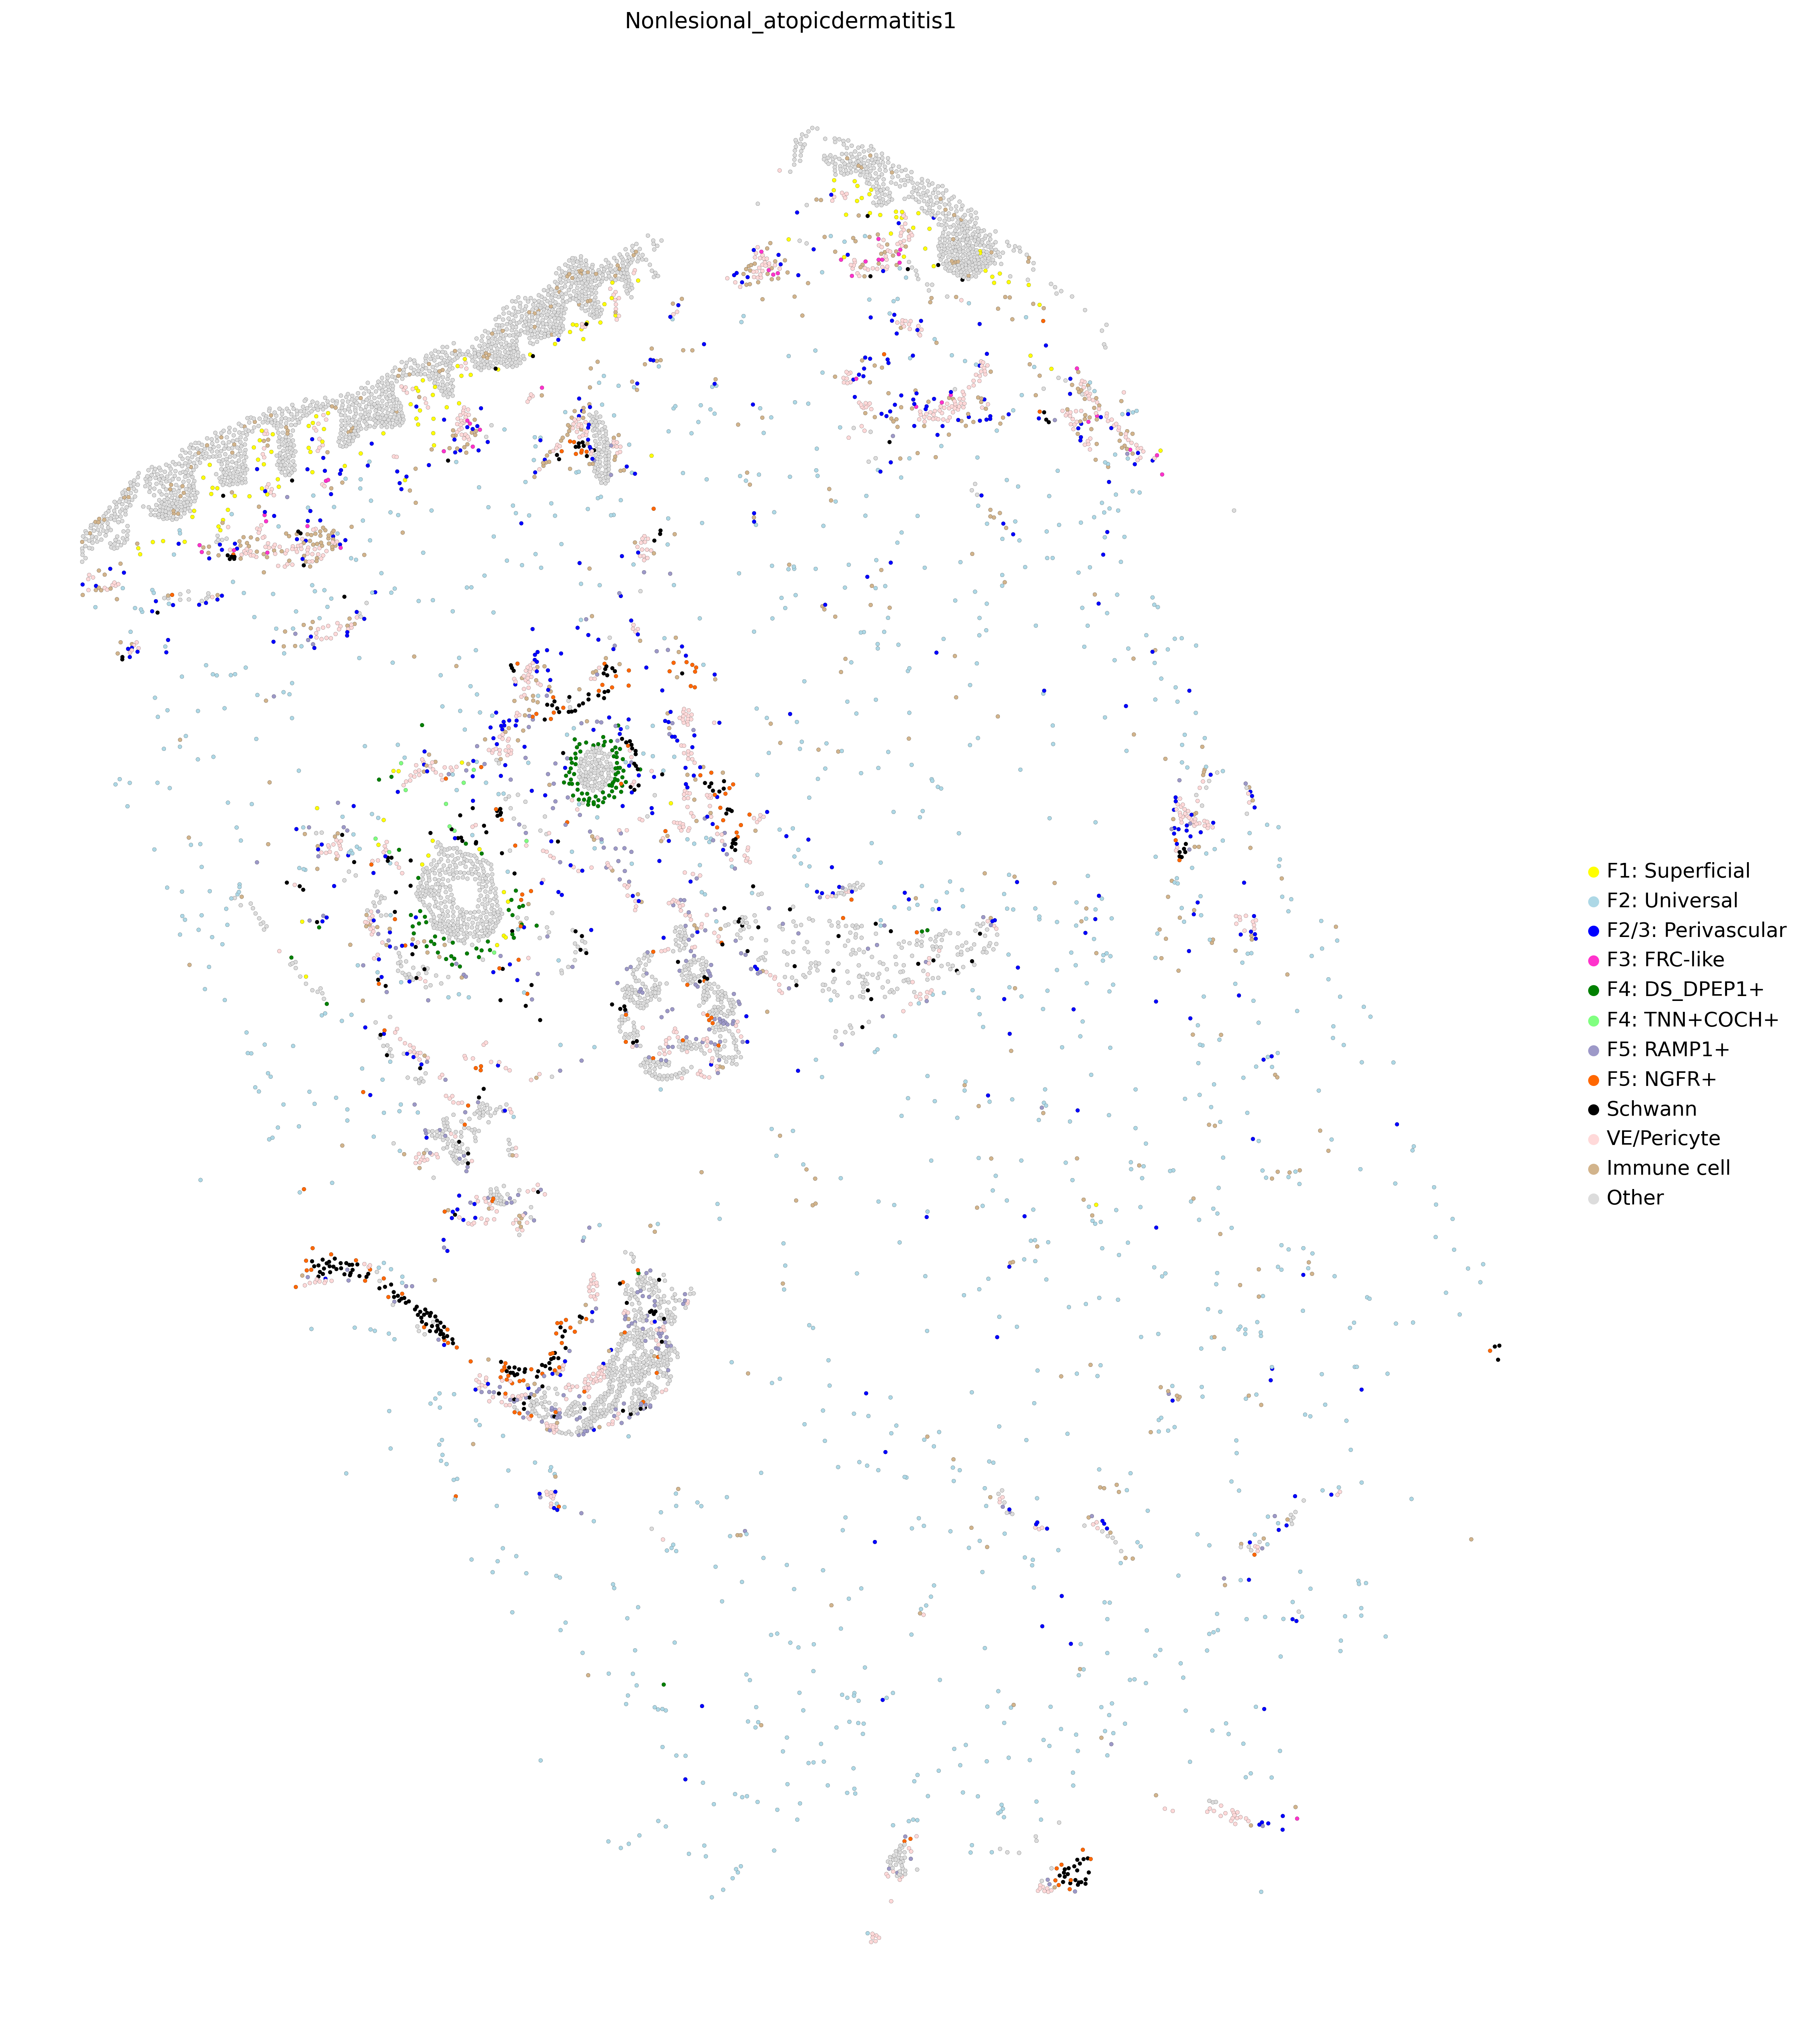 Nonlesional_atopicdermatitis1
F1: Superficial
F2: Universal
F2/3: Perivascular
F3: FRC-like
F4: DS_DPEP1+
F4: TNN+COCH+
F5: RAMP1+
F5: NGFR+
Schwann
VE/Pericyte
Immune cell
Other